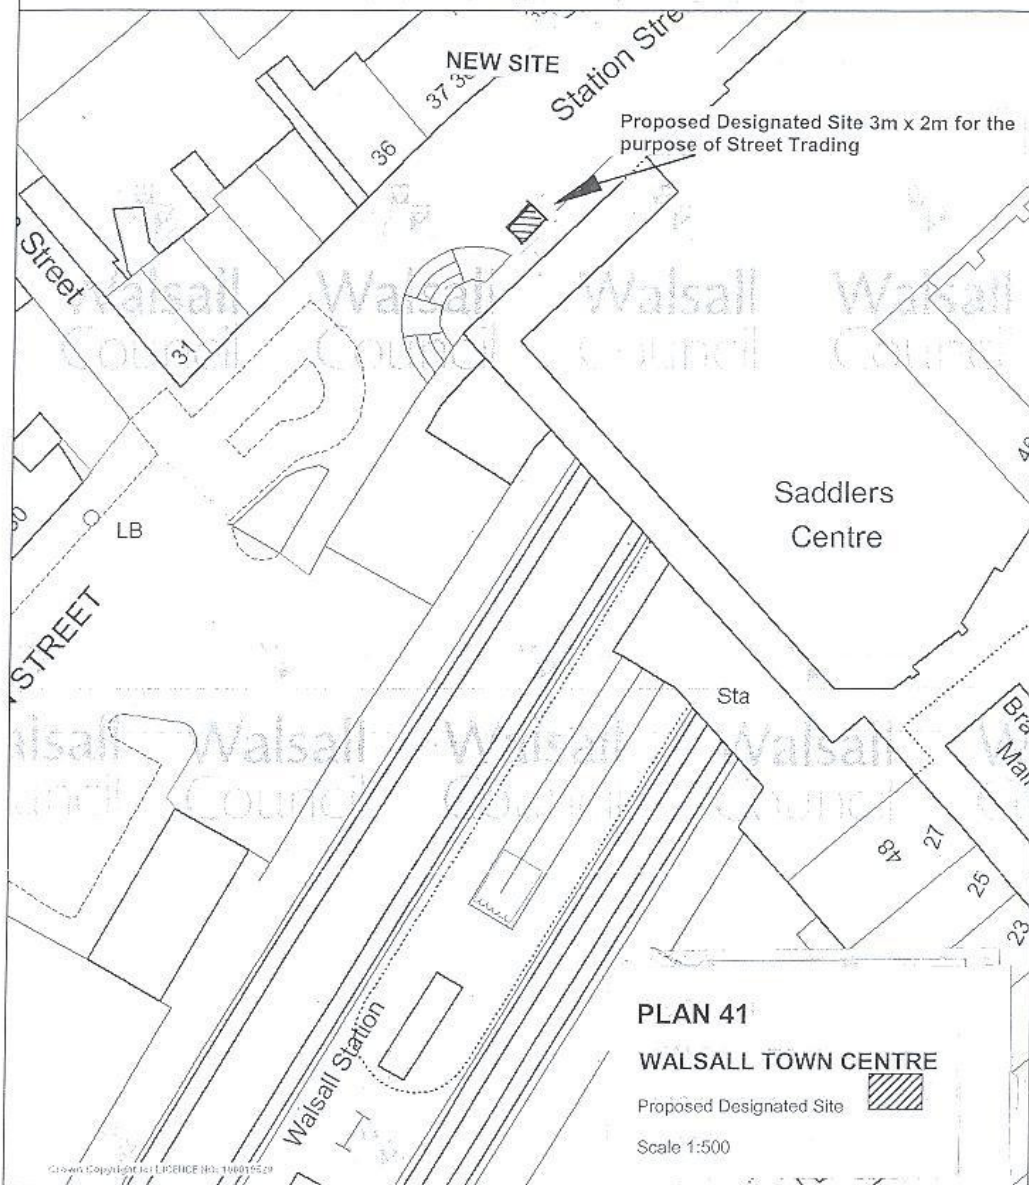 NEW SITE
Station Stre
37 38
Proposed Designated Site 3m x 2m for the
purpose of Street Trading
36
Street
Walsall Walsall Walsall Walsall
Council Council Council Council
31
Saddlers
Centre
LB
STREET
Sta
Walsall Walsall Walsall
Council Council Council
48
27
25
23
Walsall Station
PLAN 41
WALSALL TOWN CENTRE
Proposed Designated Site
Scale 1:500